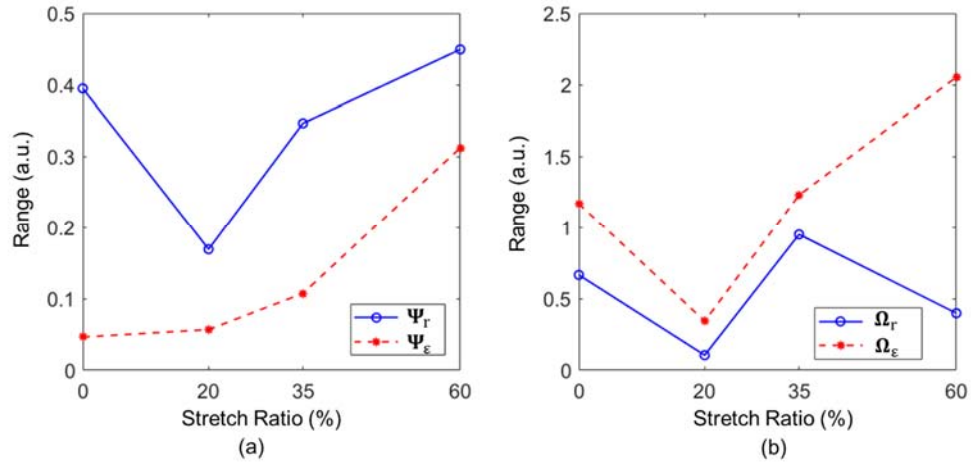 0.5
0.4
0.3
0.2
0.1
0
Range (a.u.)
Ψr
Ψε
0 20 35 60
Stretch Ratio (%)
(a)
2.5
2
1.5
1
0.5
0
Range (a.u.)
Ωr
Ωε
0 20 35 60
Stretch Ratio (%)
(b)